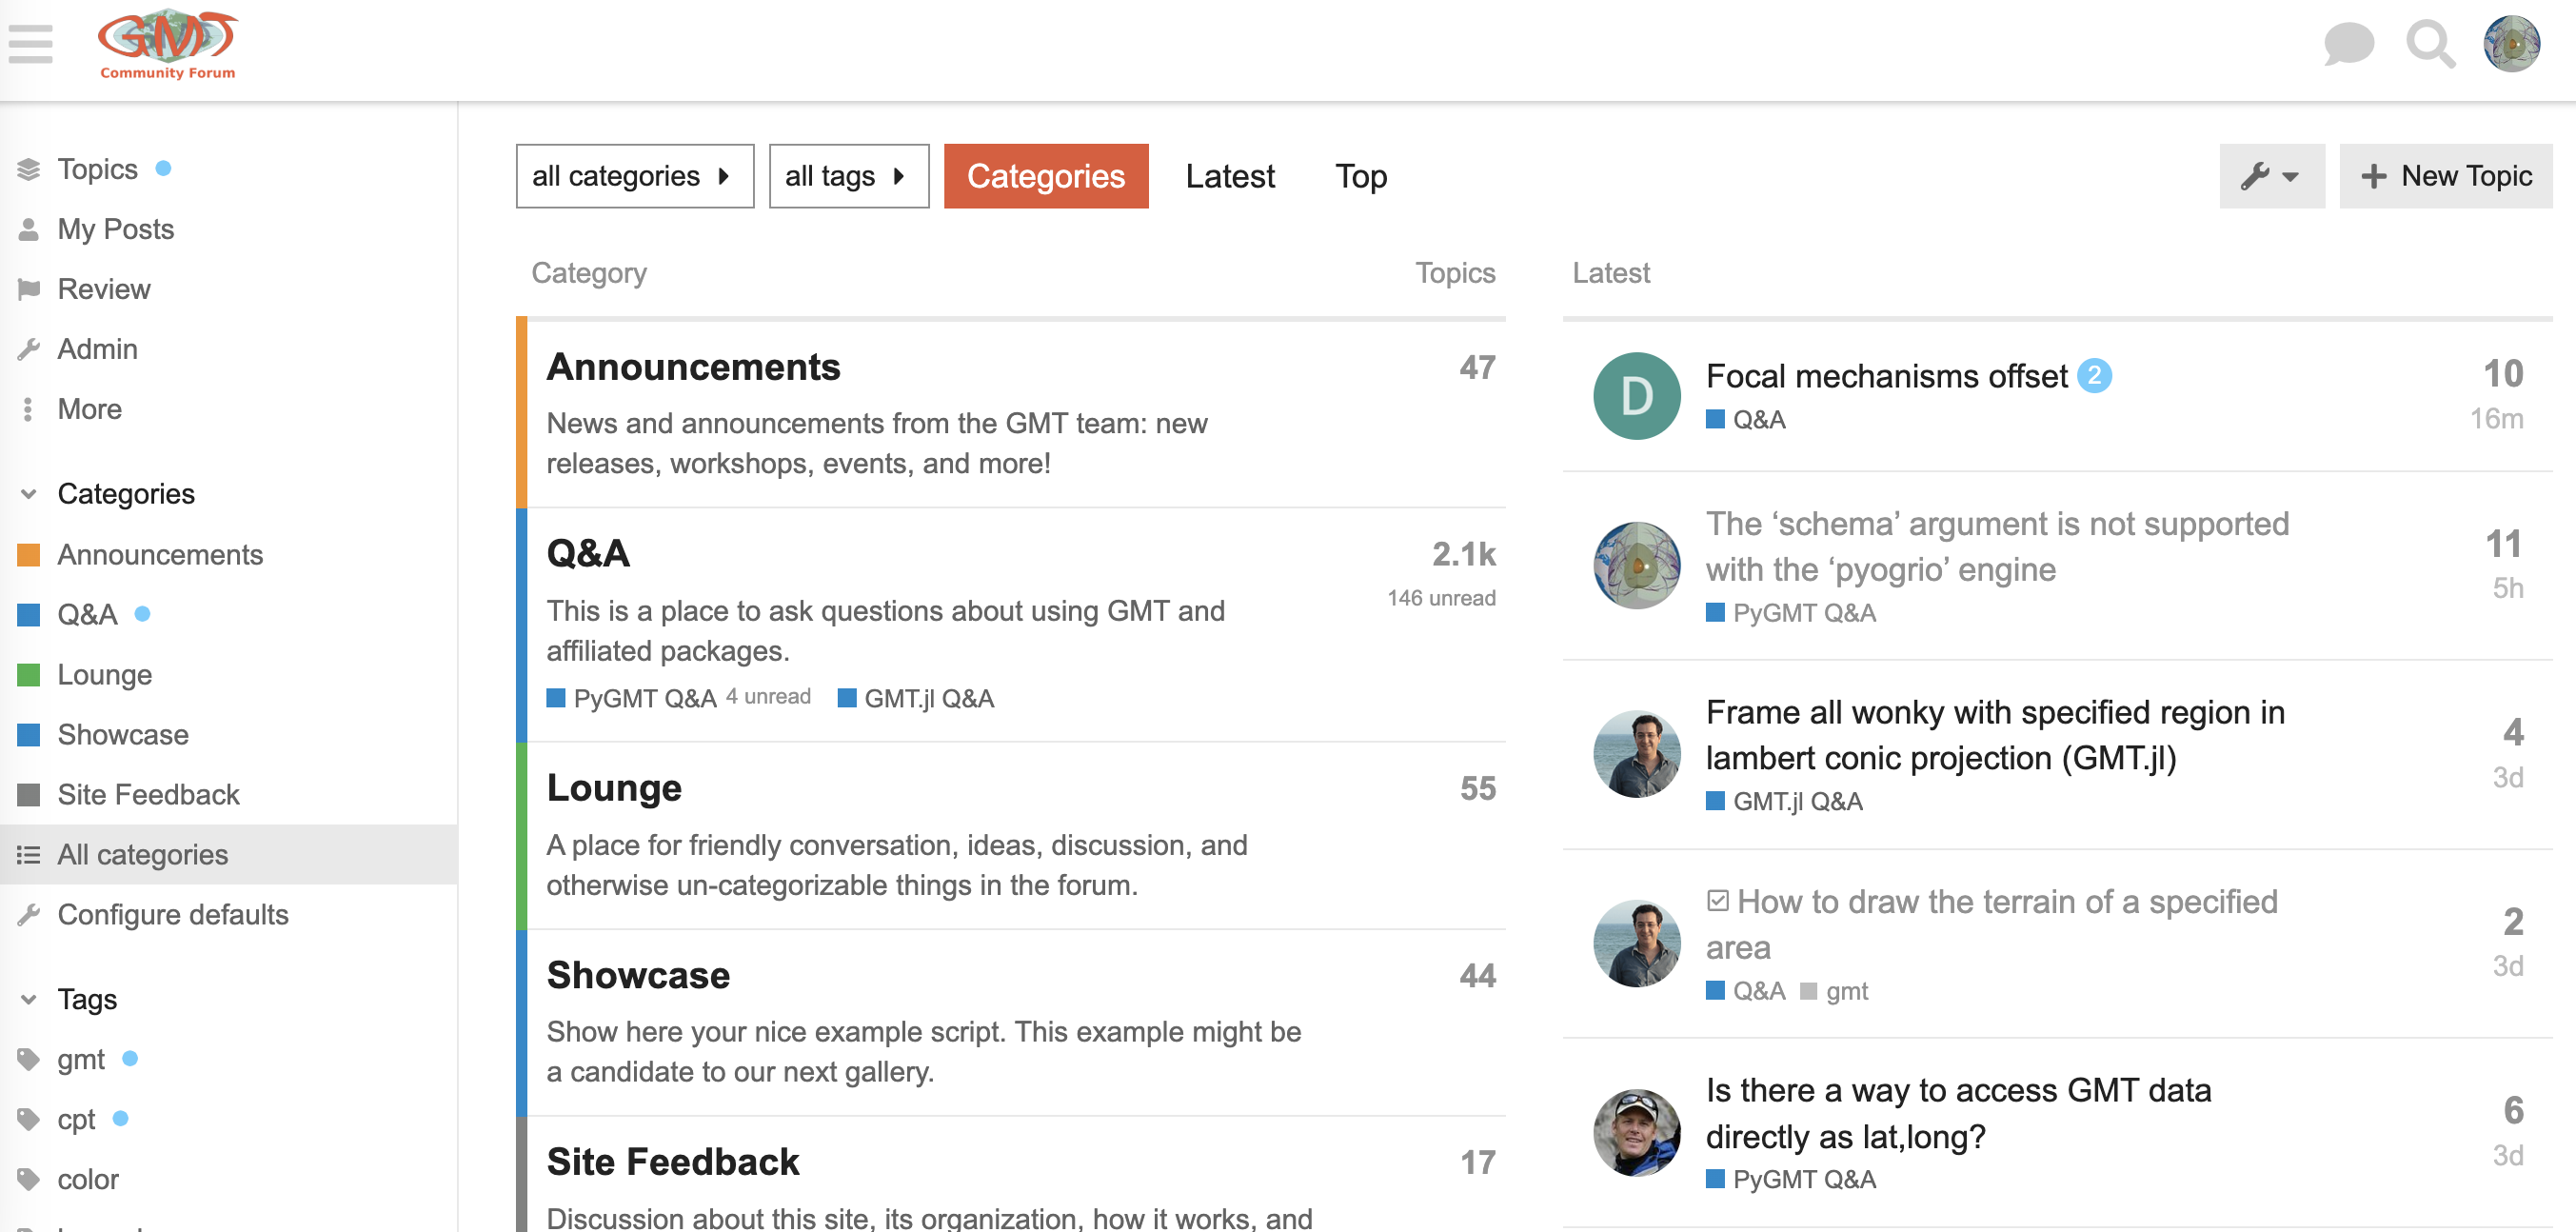 GMT
Community Forum
Topics
My Posts
Review
Admin
More
Categories
Announcements
Q&A
Lounge
Showcase
Site Feedback
All categories
Configure defaults
Tags
gmt
cpt
color
all categories
all tags
Categories
Latest
Top
New Topic
Category Topics
Announcements 47
News and announcements from the GMT team: new
releases, workshops, events, and more!
Q&A 2.1k
146 unread
This is a place to ask questions about using GMT and
affiliated packages.
PyGMT Q&A 4 unread GMT.jl Q&A
Lounge 55
A place for friendly conversation, ideas, discussion, and
otherwise un-categorizable things in the forum.
Showcase 44
Show here your nice example script. This example might be
a candidate to our next gallery.
Site Feedback 17
Discussion about this site, its organization, how it works, and
Latest
D
Focal mechanisms offset 2 10
Q&A 16m
The ‘schema’ argument is not supported
with the ‘pyogrio’ engine 11
PyGMT Q&A 5h
Frame all wonky with specified region in
lambert conic projection (GMT.jl) 4
GMT.jl Q&A 3d
How to draw the terrain of a specified
area 2
Q&A gmt 3d
Is there a way to access GMT data
directly as lat,long? 6
PyGMT Q&A 3d